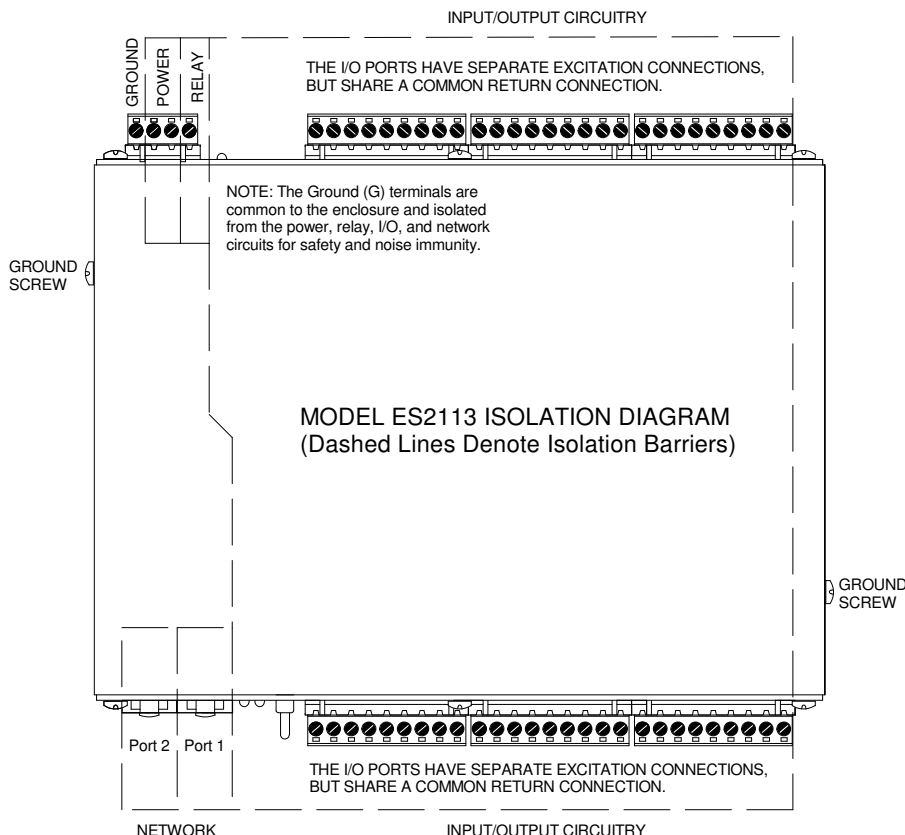 INPUT/OUTPUT CIRCUITRY
GROUND
POWER
RELAY
THE I/O PORTS HAVE SEPARATE EXCITATION CONNECTIONS,
BUT SHARE A COMMON RETURN CONNECTION.
NOTE: The Ground (G) terminals are
common to the enclosure and isolated
from the power, relay, I/O, and network
circuits for safety and noise immunity.
GROUND
SCREW
MODEL ES2113 ISOLATION DIAGRAM
(Dashed Lines Denote Isolation Barriers)
GROUND
SCREW
Port 2
Port 1
THE I/O PORTS HAVE SEPARATE EXCITATION CONNECTIONS,
BUT SHARE A COMMON RETURN CONNECTION.
NETWORK
INPUT/OUTPUT CIRCUITRY